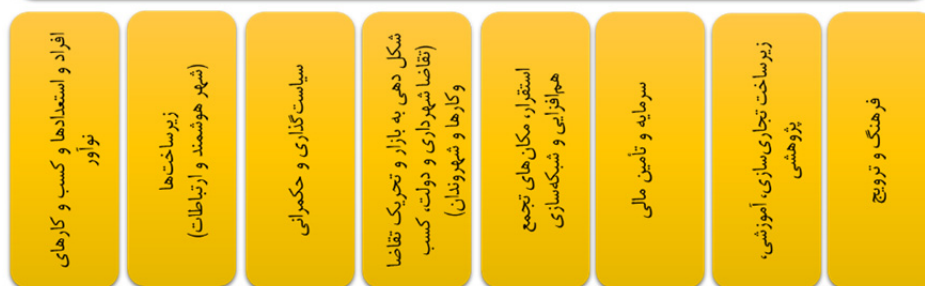 فرهنگ و ترویج
زیرساخت تجاری‌سازی، آموزشی،
پژوهشی
سرمایه و تأمین مالی
استقرار، مکان‌های تجمع
هم‌افزایی و شبکه‌سازی
شکل دهی به بازار و تحریک تقاضا
(تقاضا شهرداری و دولت، کسب
وکارها و شهروندان)
سیاست‌گذاری و حکمرانی
زیرساخت‌ها
(شهر هوشمند و ارتباطات)
افراد و استعدادها و کسب و کارهای
نوآور